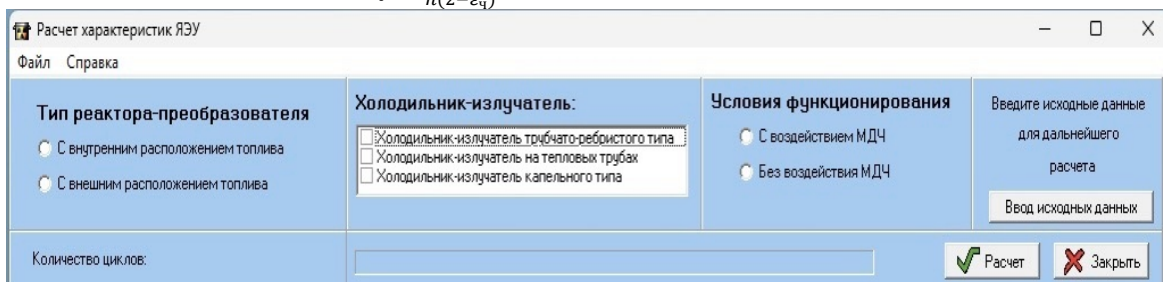 n(2−ε_ч)
Расчет характеристик ЯЭУ
Файл Справка
Тип реактора-преобразователя
С внутренним расположением топлива
С внешним расположением топлива
Холодильник-излучатель:
Холодильник-излучатель трубчато-ребристого типа
Холодильник-излучатель на тепловых трубах
Холодильник-излучатель капельного типа
Условия функционирования
С воздействием МДЧ
Без воздействия МДЧ
Введите исходные данные
для дальнейшего
расчета
Ввод исходных данных
Количество циклов:
Расчет
Закрыть